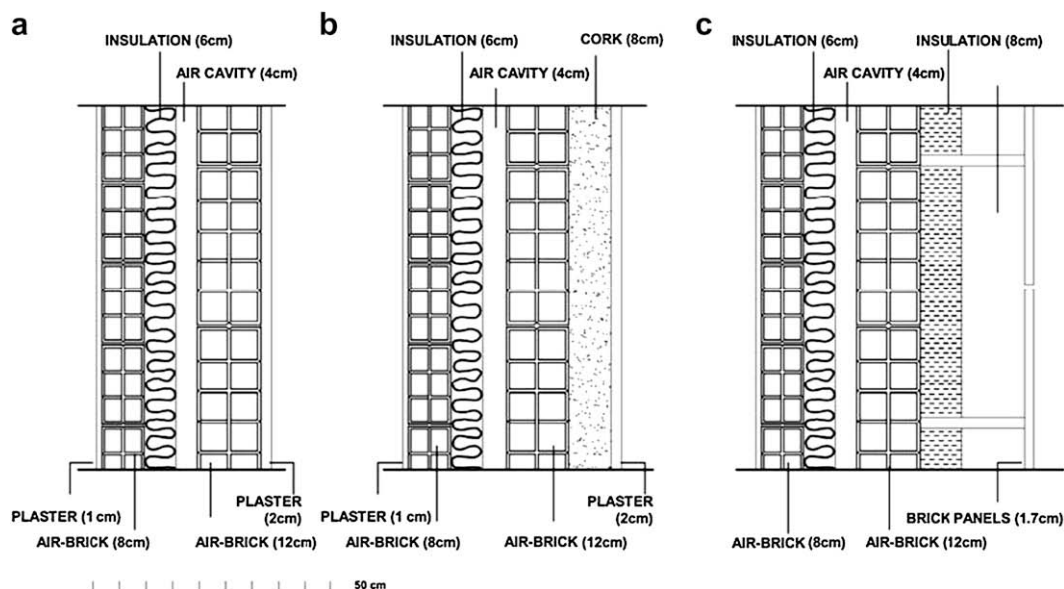 a
INSULATION (6cm)
AIR CAVITY (4cm)
PLASTER (1 cm)
AIR-BRICK (8cm)
PLASTER
(2cm)
AIR-BRICK (12cm)
b
INSULATION (6cm)
CORK (8cm)
AIR CAVITY (4cm)
PLASTER (1 cm)
AIR-BRICK (8cm)
PLASTER
(2cm)
AIR-BRICK (12cm)
c
INSULATION (6cm)
INSULATION (8cm)
AIR CAVITY (4cm)
BRICK PANELS (1.7cm)
AIR-BRICK (8cm)
AIR-BRICK (12cm)
50 cm